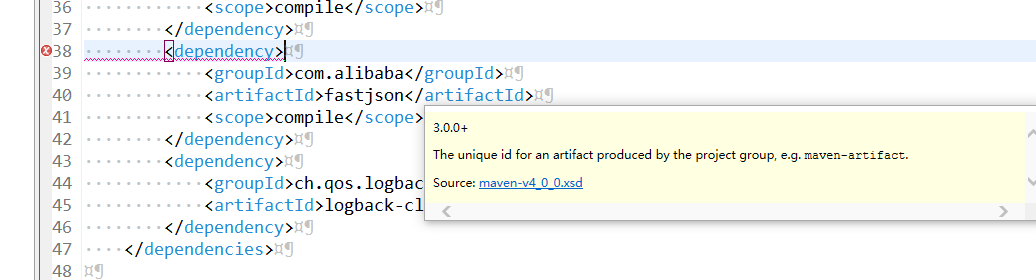 36 <scope>compile</scope>¤¶
37 </dependency>¤¶
38 <dependency>¤¶
39 <groupId>com.alibaba</groupId>¤¶
40 <artifactId>fastjson</artifactId>¤¶
41 <scope>compile</scope>
42 </dependency>¤¶
43 <dependency>¤¶
44 <groupId>ch.qos.logbac
45 <artifactId>logback-cl
46 </dependency>¤¶
47 </dependencies>¤¶
48 ¤¶
3.0.0+
The unique id for an artifact produced by the project group, e.g. maven-artifact.
Source: maven-v4_0_0.xsd